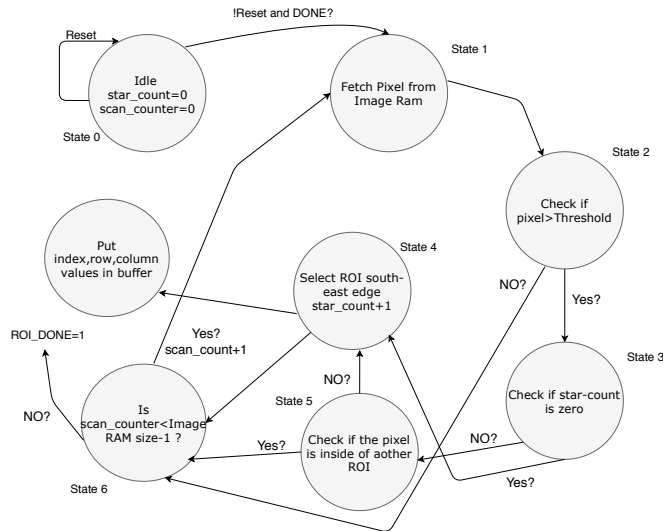 !Reset and DONE?
Reset
State 1
Idle
star_count=0
scan_counter=0
Fetch Pixel from
Image Ram
State 0
State 2
Check if
pixel>Threshold
Put
index,row,column
values in buffer
State 4
Select ROI south-
east edge
star_count+1
NO?
Yes?
ROI_DONE=1
Yes?
scan_count+1
State 3
NO?
State 5
Check if star-count
is zero
Is
scan_counter<Image
RAM size-1 ?
NO?
Check if the pixel
is inside of aother
ROI
Yes?
NO?
Yes?
State 6